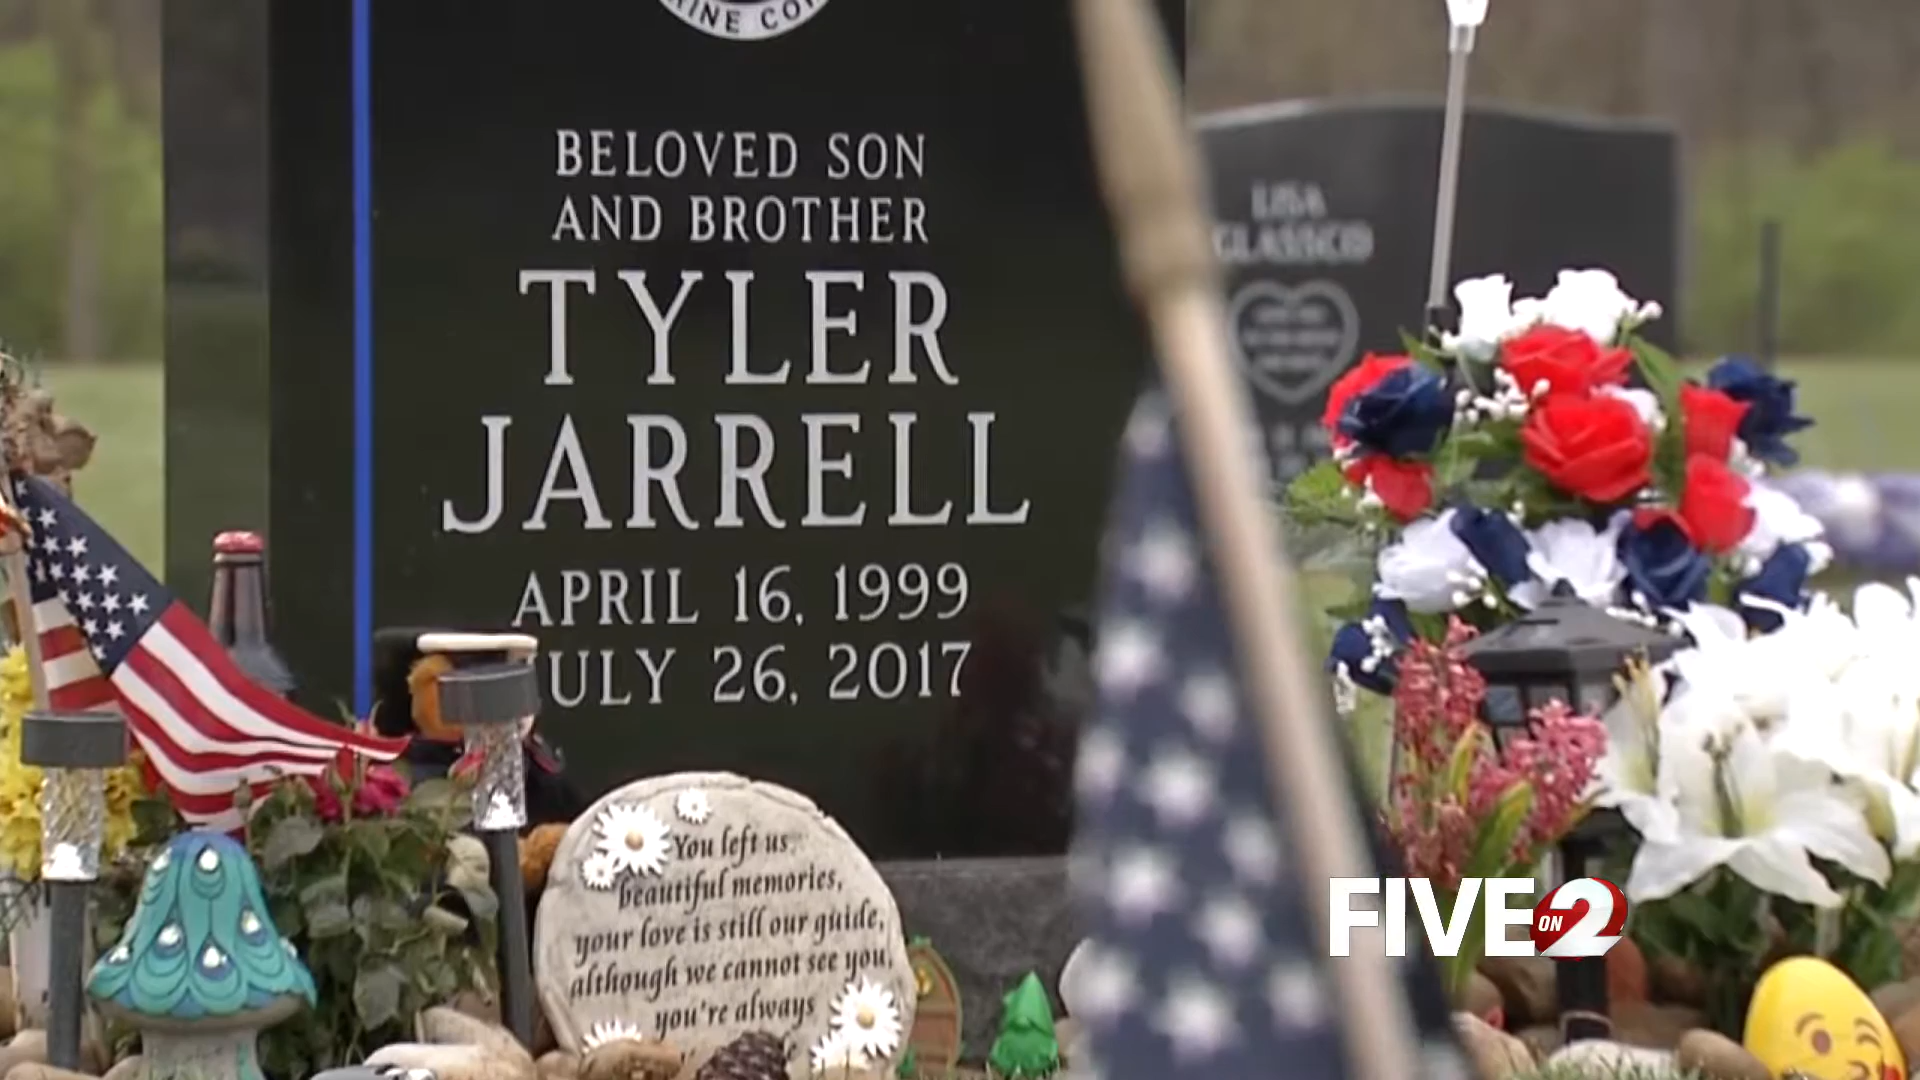 BELOVED SON
AND BROTHER
TYLER
JARRELL
APRIL 16, 1999
ULY 26, 2017
You left us
beautiful memories,
your love is still our guide,
although we cannot see you,
you're always
LISA
FIVE ON 2